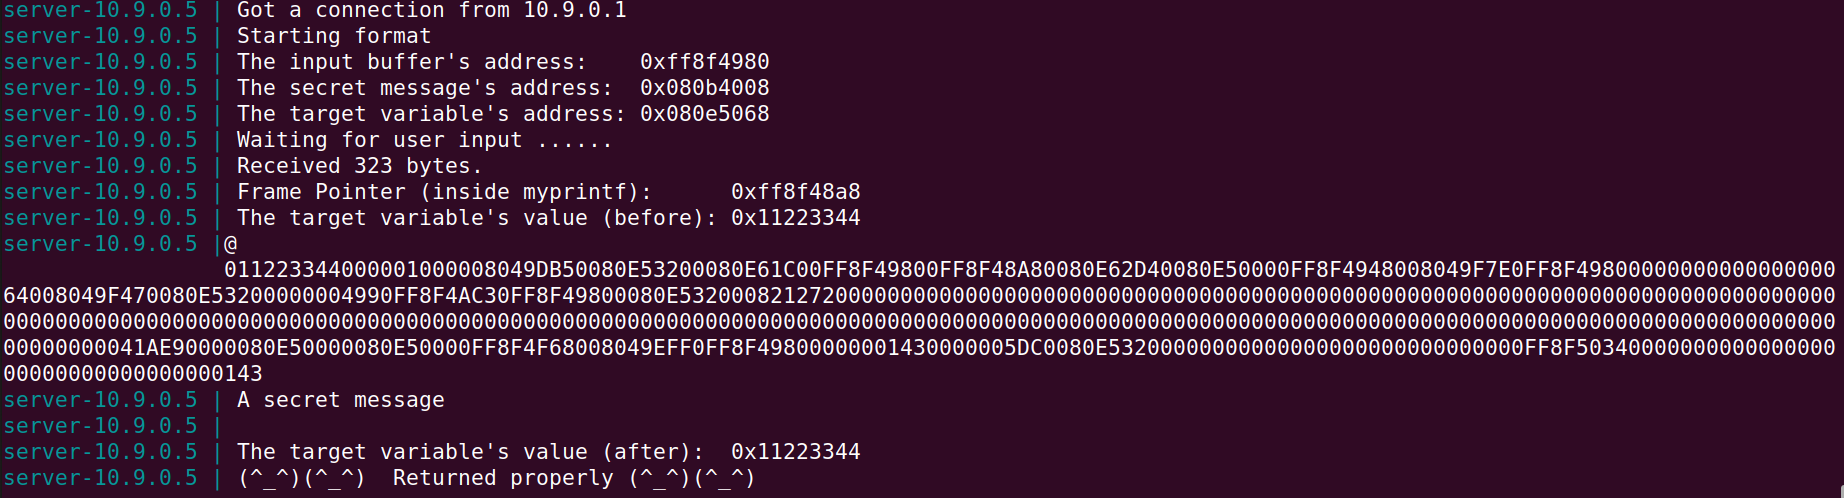 server-10.9.0.5 | Got a connection from 10.9.0.1
server-10.9.0.5 | Starting format
server-10.9.0.5 | The input buffer's address:    0xff8f4980
server-10.9.0.5 | The secret message's address:  0x080b4008
server-10.9.0.5 | The target variable's address: 0x080e5068
server-10.9.0.5 | Waiting for user input ......
server-10.9.0.5 | Received 323 bytes.
server-10.9.0.5 | Frame Pointer (inside myprintf):      0xff8f48a8
server-10.9.0.5 | The target variable's value (before): 0x11223344
server-10.9.0.5 |@
011223344000001000008049DB50080E53200080E61C00FF8F49800FF8F48A80080E62D40080E50000FF8F4948008049F7E0FF8F49800000000000000000
64008049F470080E53200000004990FF8F4AC30FF8F49800080E53200082127200000000000000000000000000000000000000000000000000000000000000000000000000000
000000000000000000000000000000000000000000000000000000000000000000000000000000000000000000000000000000000000000000000000000000000000000000000
00000000041AE90000080E50000080E50000FF8F4F68008049EFF0FF8F49800000001430000005DC0080E53200000000000000000000000000000FF8F50340000000000000000
00000000000000000143
server-10.9.0.5 | A secret message
server-10.9.0.5 |
server-10.9.0.5 | The target variable's value (after):  0x11223344
server-10.9.0.5 | (^_^)(^_^)  Returned properly (^_^)(^_^)